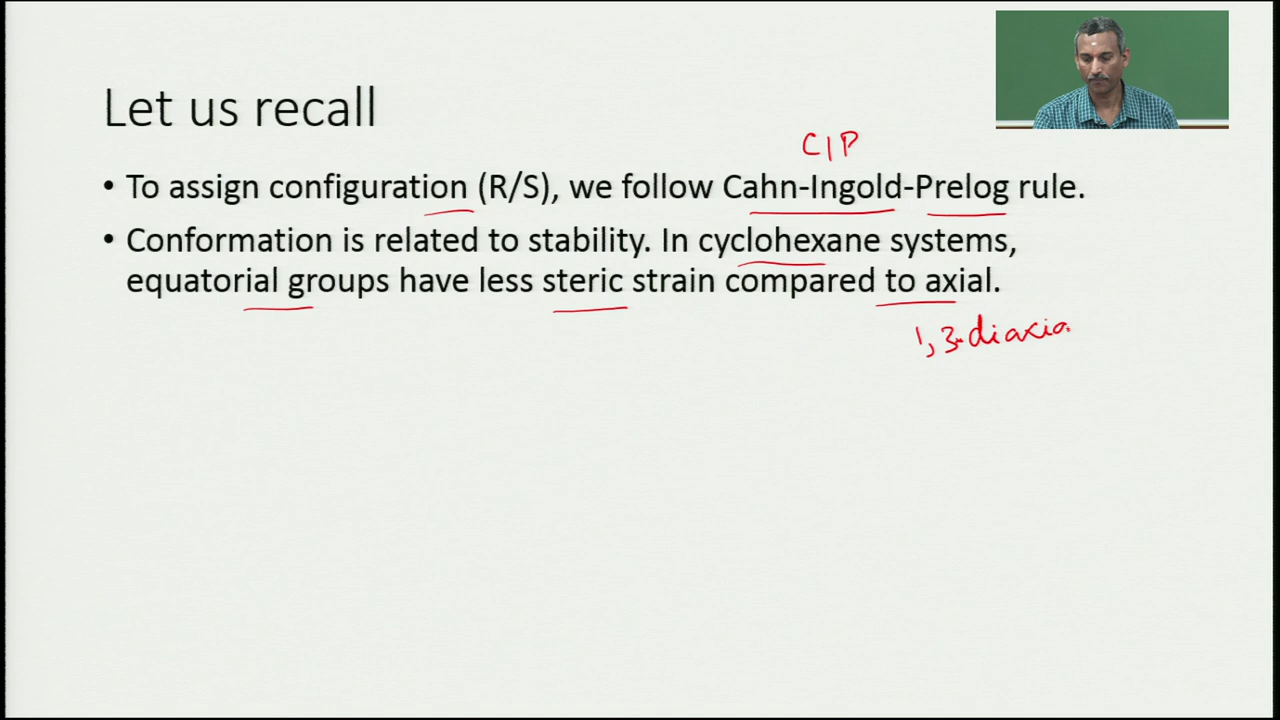 Let us recall
CIP
• To assign configuration (R/S), we follow Cahn-Ingold-Prelog rule.
• Conformation is related to stability. In cyclohexane systems,
equatorial groups have less steric strain compared to axial.
1,3-diaxia